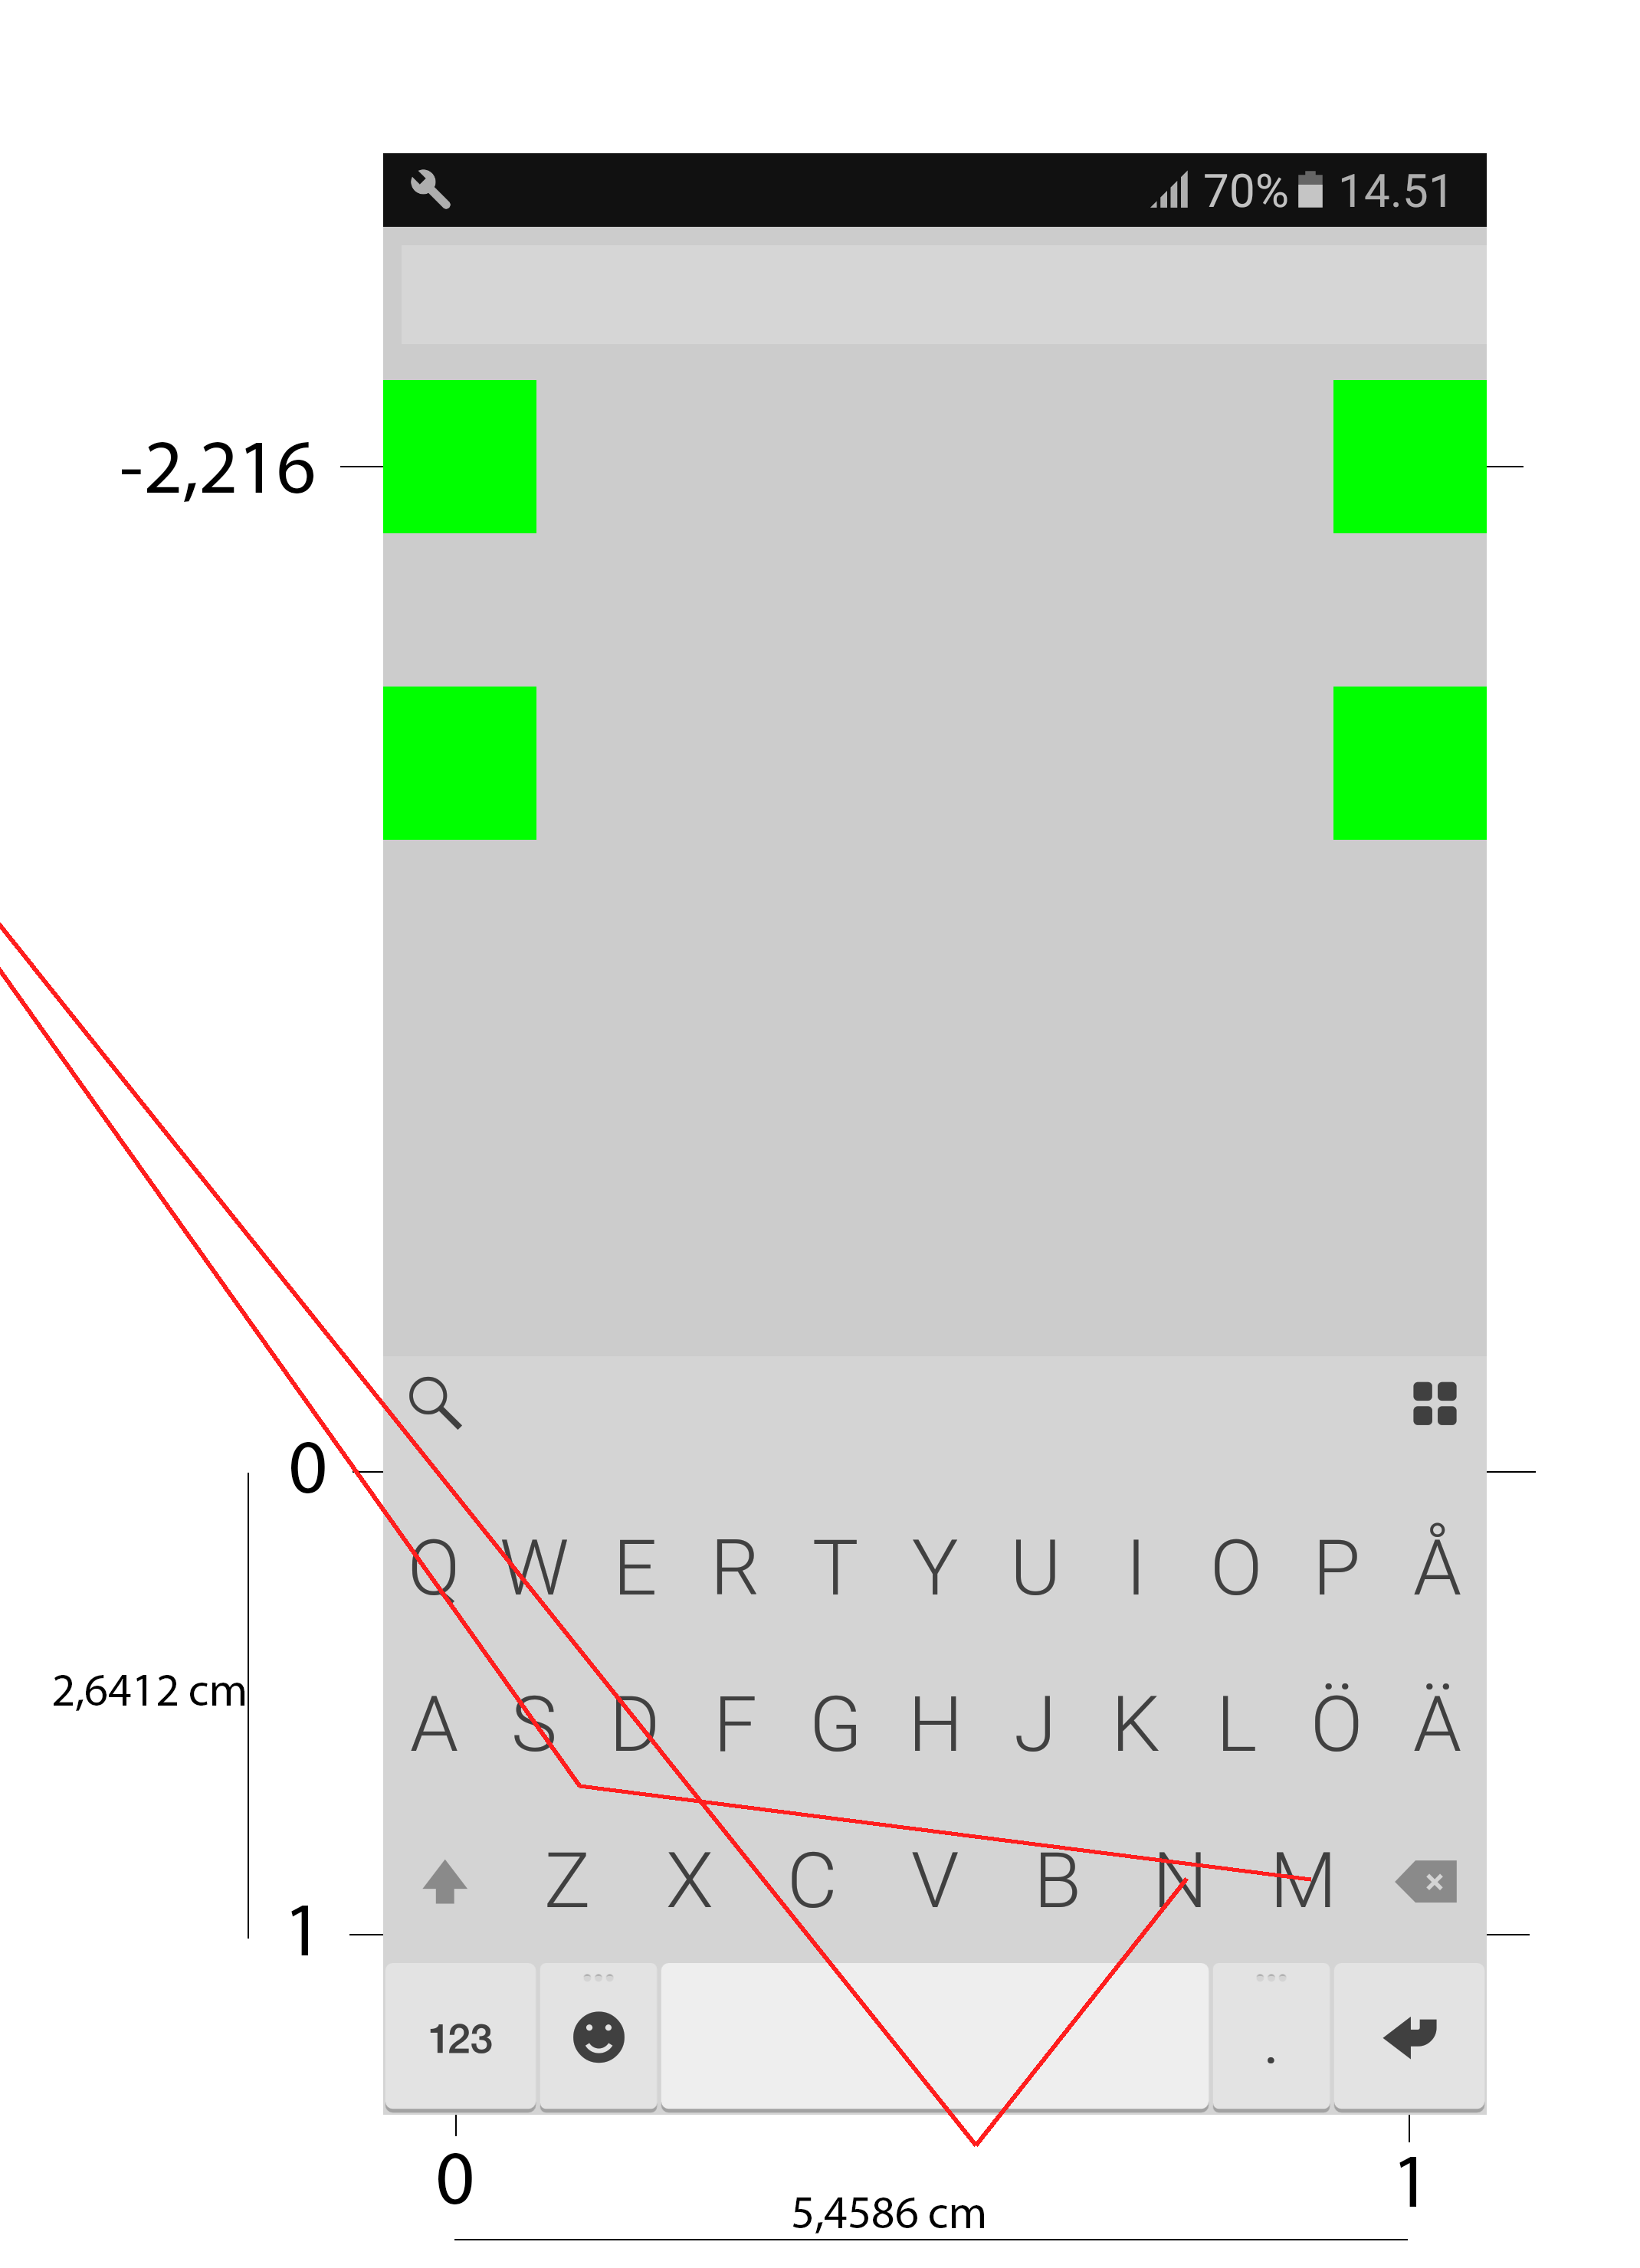 70% 14.51
-2,216
0
Q W E R T Y U I O P Å
2,6412 cm
A S D F G H J K L Ö Ä
Z X C V B N M
1
123 .
0 1
5,4586 cm